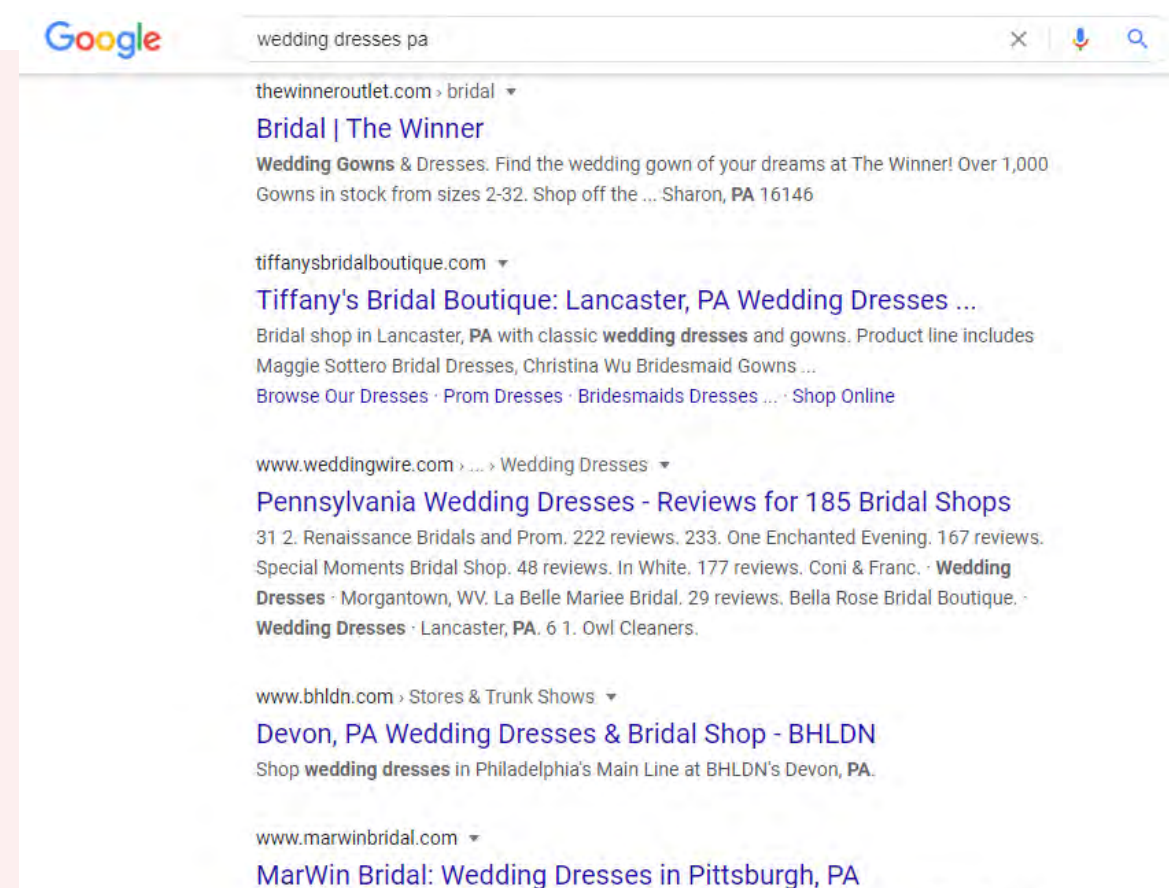 Google
wedding dresses pa
thewinneroutlet.com › bridal
Bridal | The Winner
Wedding Gowns & Dresses. Find the wedding gown of your dreams at The Winner! Over 1,000
Gowns in stock from sizes 2-32. Shop off the ... Sharon, PA 16146
tiffanysbridalboutique.com
Tiffany's Bridal Boutique: Lancaster, PA Wedding Dresses ...
Bridal shop in Lancaster, PA with classic wedding dresses and gowns. Product line includes
Maggie Sottero Bridal Dresses, Christina Wu Bridesmaid Gowns ...
Browse Our Dresses · Prom Dresses · Bridesmaids Dresses ... · Shop Online
www.weddingwire.com › ... › Wedding Dresses
Pennsylvania Wedding Dresses - Reviews for 185 Bridal Shops
31 2. Renaissance Bridals and Prom. 222 reviews. 233. One Enchanted Evening. 167 reviews.
Special Moments Bridal Shop. 48 reviews. In White. 177 reviews. Coni & Franc. · Wedding
Dresses · Morgantown, WV. La Belle Mariee Bridal. 29 reviews. Bella Rose Bridal Boutique. ·
Wedding Dresses · Lancaster, PA. 6 1. Owl Cleaners.
www.bhldn.com › Stores & Trunk Shows
Devon, PA Wedding Dresses & Bridal Shop - BHLDN
Shop wedding dresses in Philadelphia's Main Line at BHLDN's Devon, PA.
www.marwinbridal.com
MarWin Bridal: Wedding Dresses in Pittsburgh, PA